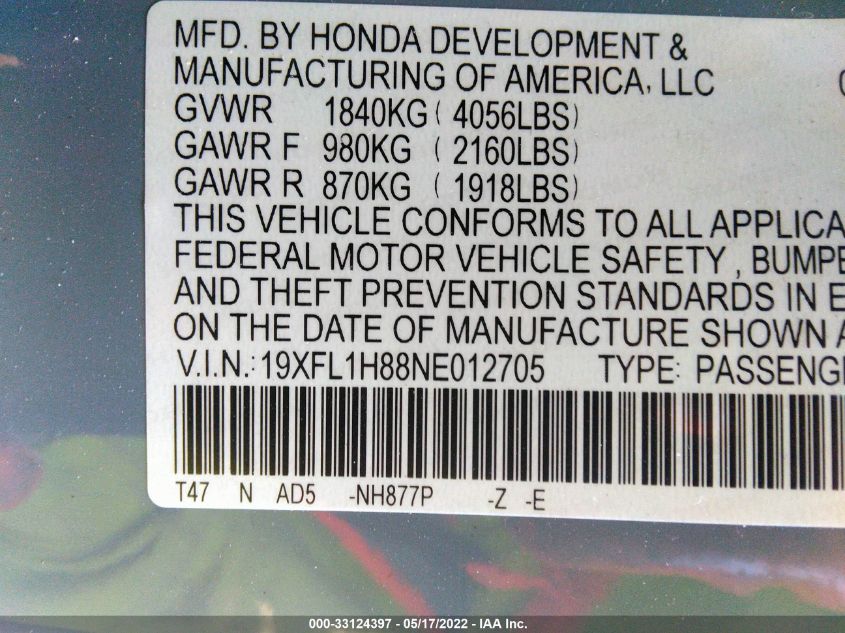 MFD. BY HONDA DEVELOPMENT &
MANUFACTURING OF AMERICA, LLC 0
GVWR 1840KG ( 4056LBS)
GAWR F 980KG ( 2160LBS)
GAWR R 870KG ( 1918LBS)
THIS VEHICLE CONFORMS TO ALL APPLICA
FEDERAL MOTOR VEHICLE SAFETY , BUMPE
AND THEFT PREVENTION STANDARDS IN E
ON THE DATE OF MANUFACTURE SHOWN A
V.I.N.: 19XFL1H88NE012705 TYPE: PASSENGE
T47 N AD5 -NH877P -Z -E
000-33124397 - 05/17/2022 - IAA Inc.